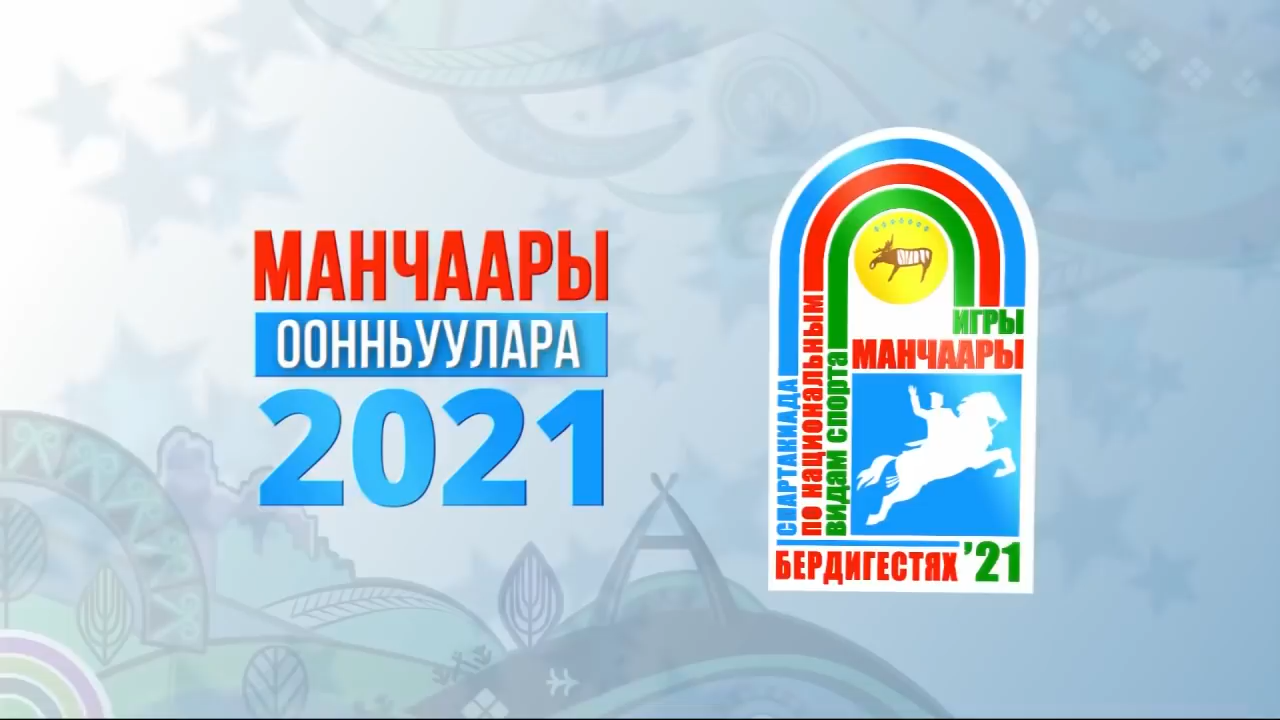 МАНЧААРЫ
ООННЬУУЛАРА
2021
СПАРТАКИАДА
ПО НАЦИОНАЛЬНЫМ
ВИДАМ СПОРТА
ИГРЫ
МАНЧААРЫ
БЕРДИГЕСТЯХ '21